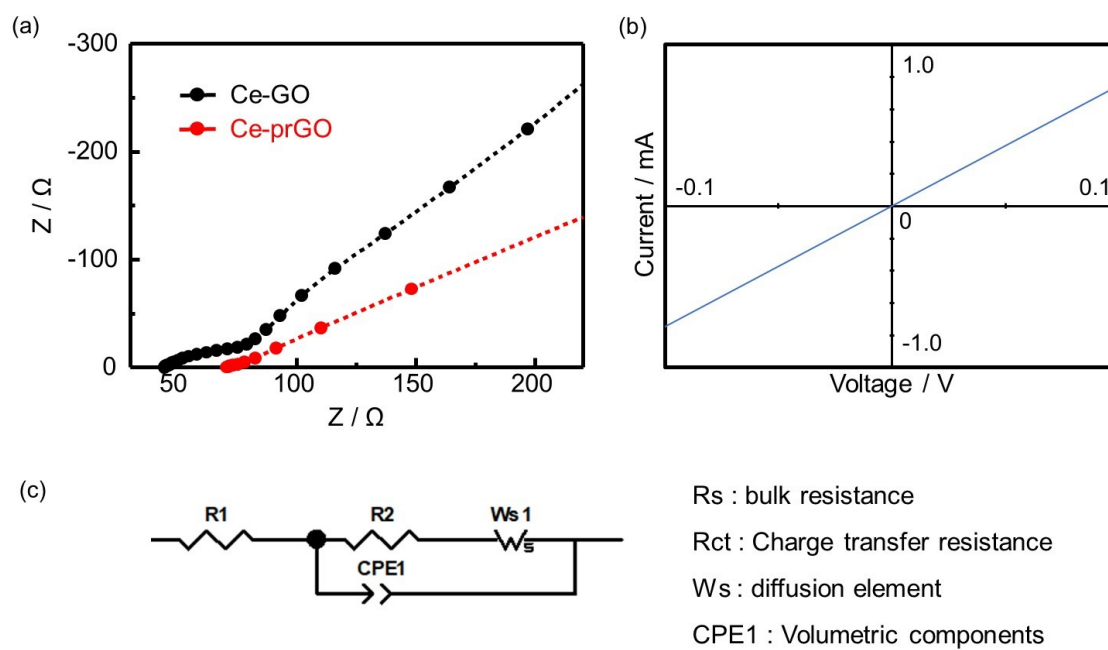 (a)
-300
-200
-100
0
50
100
150
200
Z / Ω
Z / Ω
Ce-GO
Ce-prGO
(b)
1.0
-0.1
0.1
0
-1.0
Current / mA
Voltage / V
(c)
R1
R2
Ws 1
s
CPE1
Rs : bulk resistance
Rct : Charge transfer resistance
Ws : diffusion element
CPE1 : Volumetric components